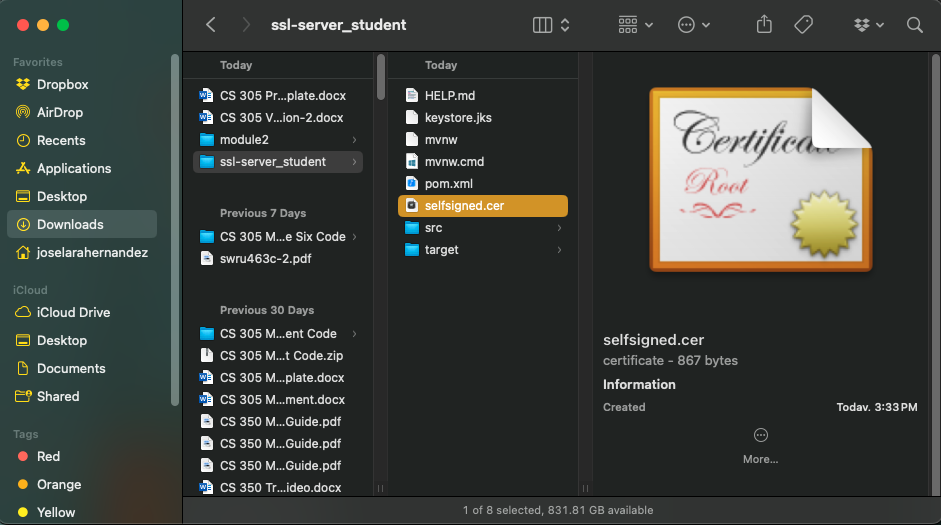 ssl-server_student
Favorites
Dropbox
AirDrop
Recents
Applications
Desktop
Downloads
joselarahernandez
iCloud
iCloud Drive
Desktop
Documents
Shared
Tags
Red
Orange
Yellow
Today
CS 305 Pr...plate.docx
CS 305 V...ion-2.docx
module2
ssl-server_student
Previous 7 Days
CS 305 M...e Six Code
swru463c-2.pdf
Previous 30 Days
CS 305 M...ent Code
CS 305 M...t Code.zip
CS 305 M...plate.docx
CS 305 M...ment.docx
CS 350 M...Guide.pdf
CS 350 M...Guide.pdf
CS 350 M...Guide.pdf
CS 350 Tr...ideo.docx
Today
HELP.md
keystore.jks
mvnw
mvnw.cmd
pom.xml
selfsigned.cer
src
target
Certificate
Root
selfsigned.cer
certificate - 867 bytes
Information
Created Today, 3:33 PM
More...
1 of 8 selected, 831.81 GB available